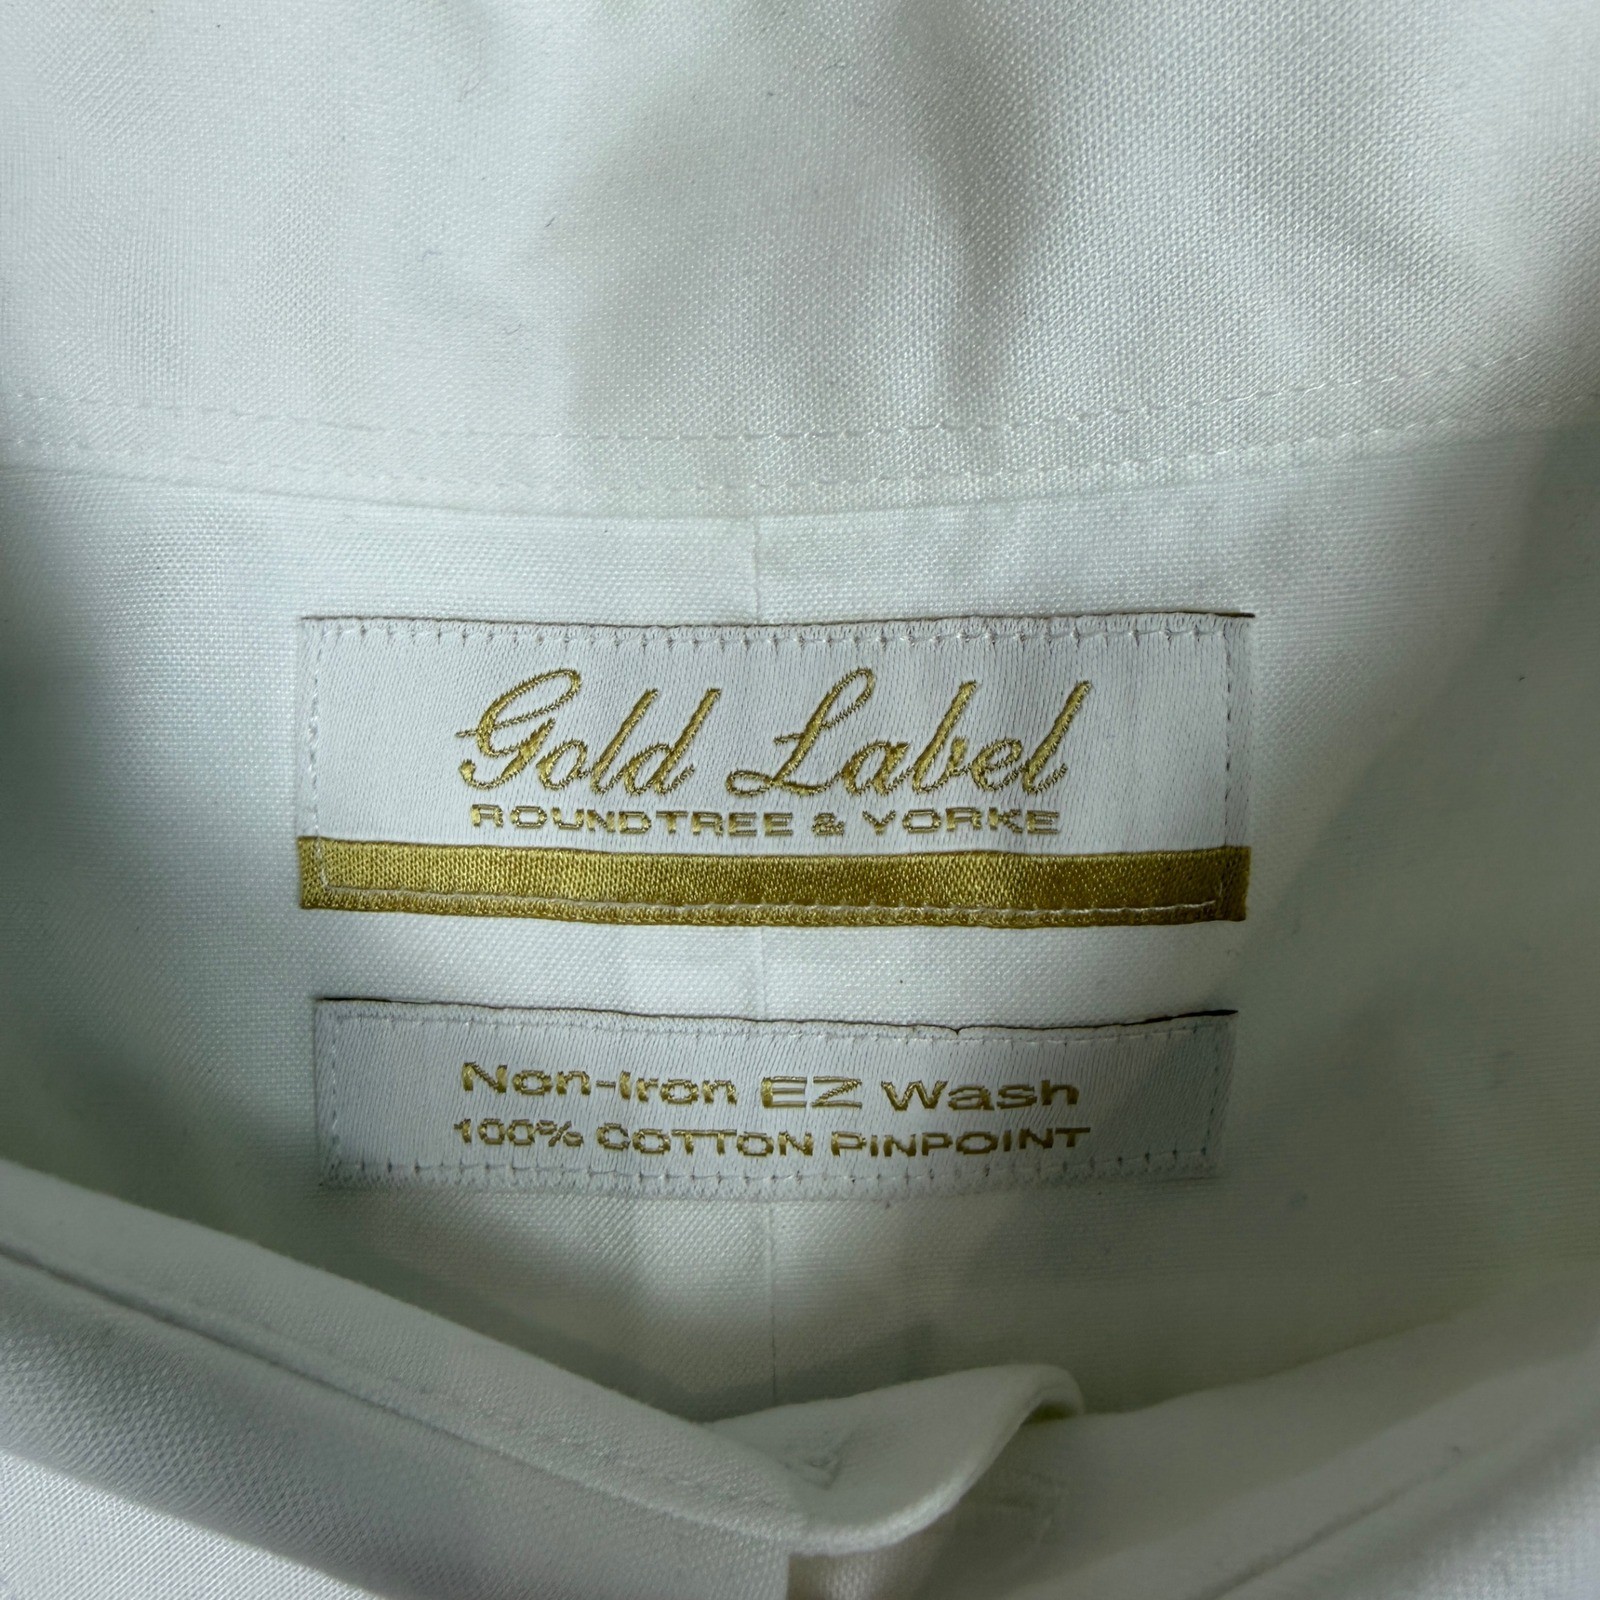 Gold Label
ROUNDTREE & YORKE
Non-Iron EZ Wash
100% COTTON PINPOINT